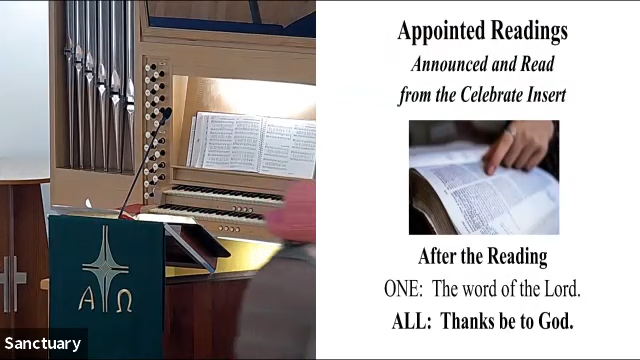 Appointed Readings
Announced and Read
from the Celebrate Insert
After the Reading
ONE: The word of the Lord.
ALL: Thanks be to God.
Α Ω
Sanctuary